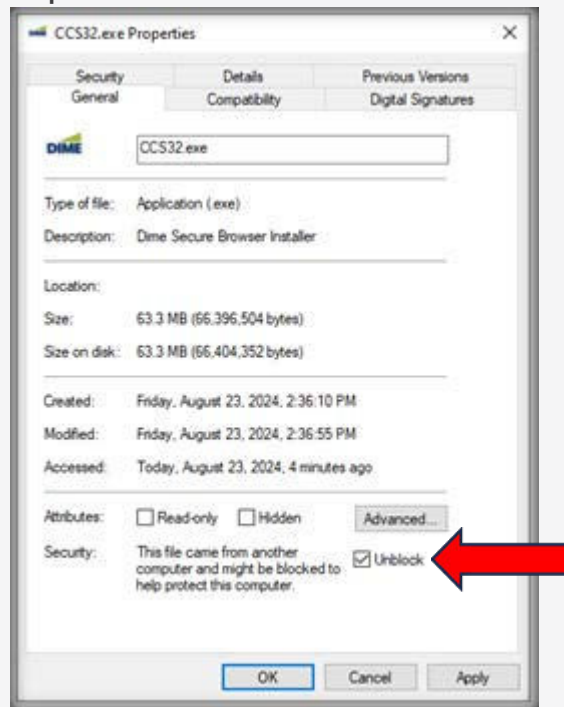 CCS32.exe Properties
Security Details Previous Versions
General Compatibility Digital Signatures
DIME
CCS32.exe
Type of file: Application (.exe)
Description: Dime Secure Browser Installer
Location:
Size: 63.3 MB (66,396,504 bytes)
Size on disk: 63.3 MB (66,404,352 bytes)
Created: Friday, August 23, 2024, 2:36:10 PM
Modified: Friday, August 23, 2024, 2:36:55 PM
Accessed: Today, August 23, 2024, 4 minutes ago
Attributes: Read-only Hidden Advanced...
Security: This file came from another
computer and might be blocked to
help protect this computer.
Unblock
OK Cancel Apply